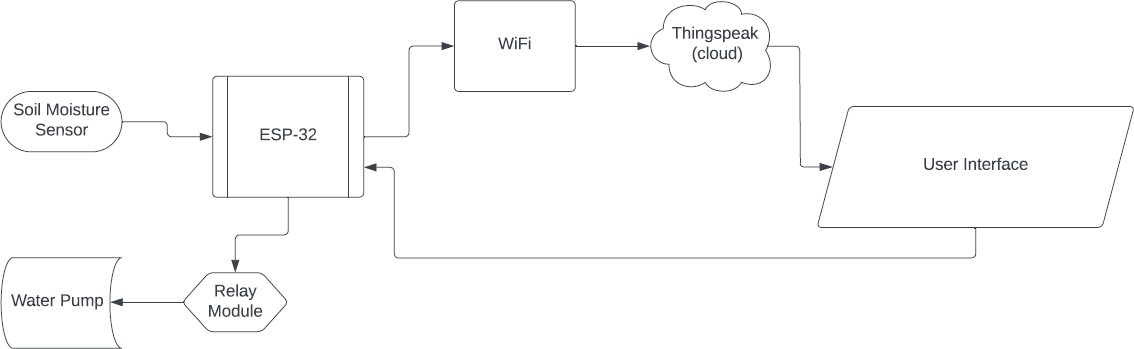 WiFi
Thingspeak
(cloud)
Soil Moisture
Sensor
ESP-32
User Interface
Water Pump
Relay
Module